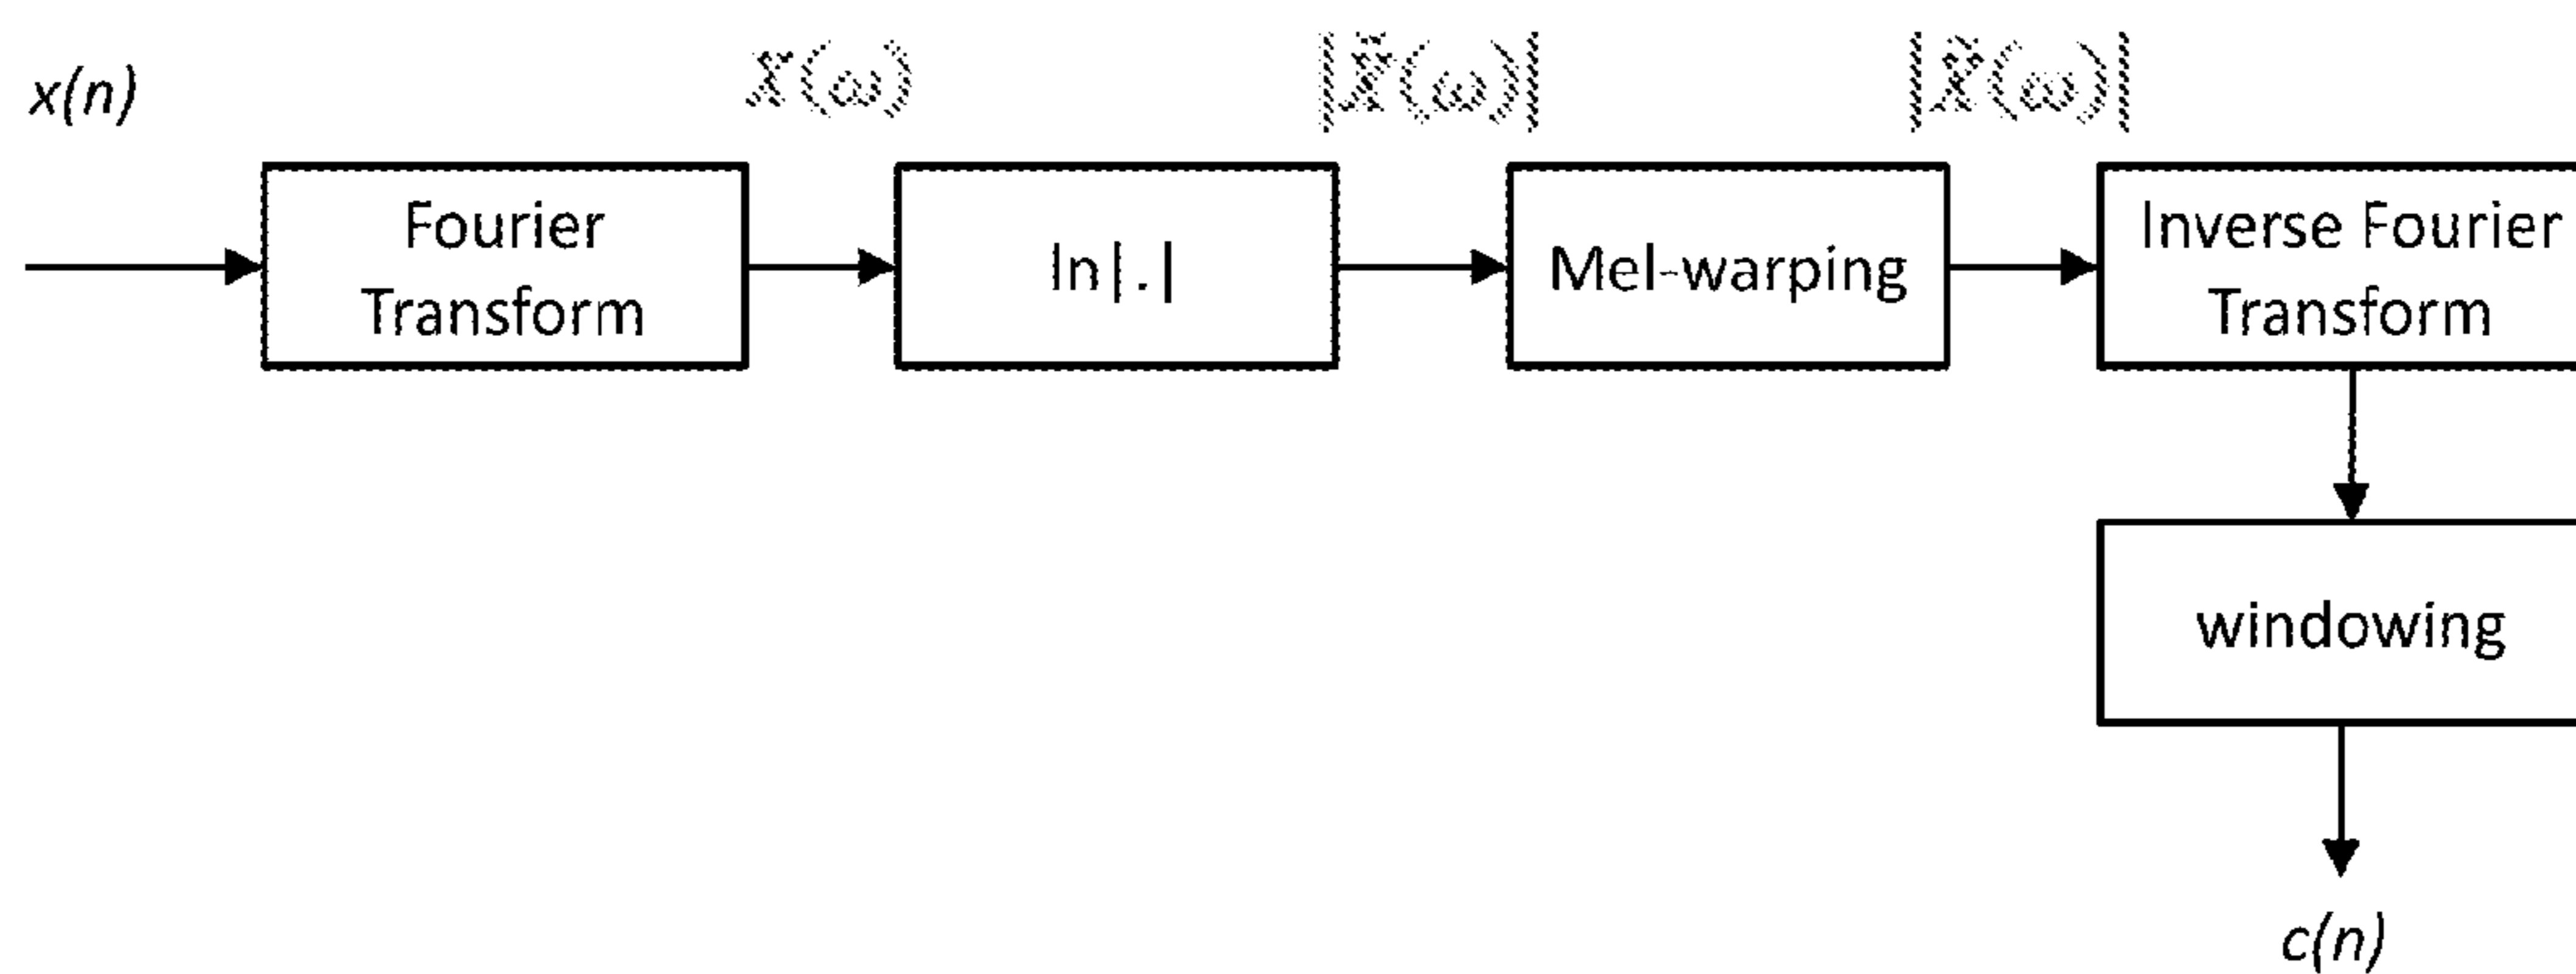 x(n)
X(ω)
|Ẍ(ω)|
|X̃(ω)|
Fourier
Transform
ln|.|
Mel-warping
Inverse Fourier
Transform
windowing
c(n)